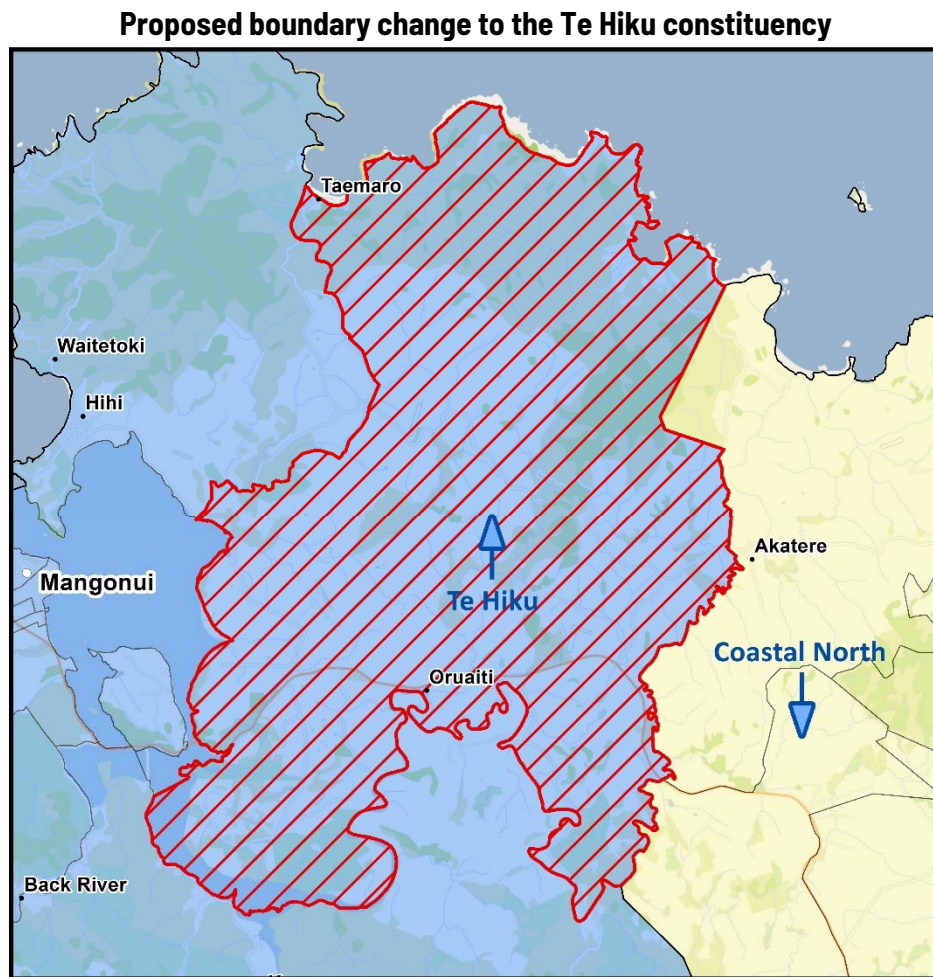 Proposed boundary change to the Te Hiku constituency
Taemaro
Waitetoki
Hihi
Mangonui
Akatere
Te Hiku
Coastal North
Oruaiti
Back River